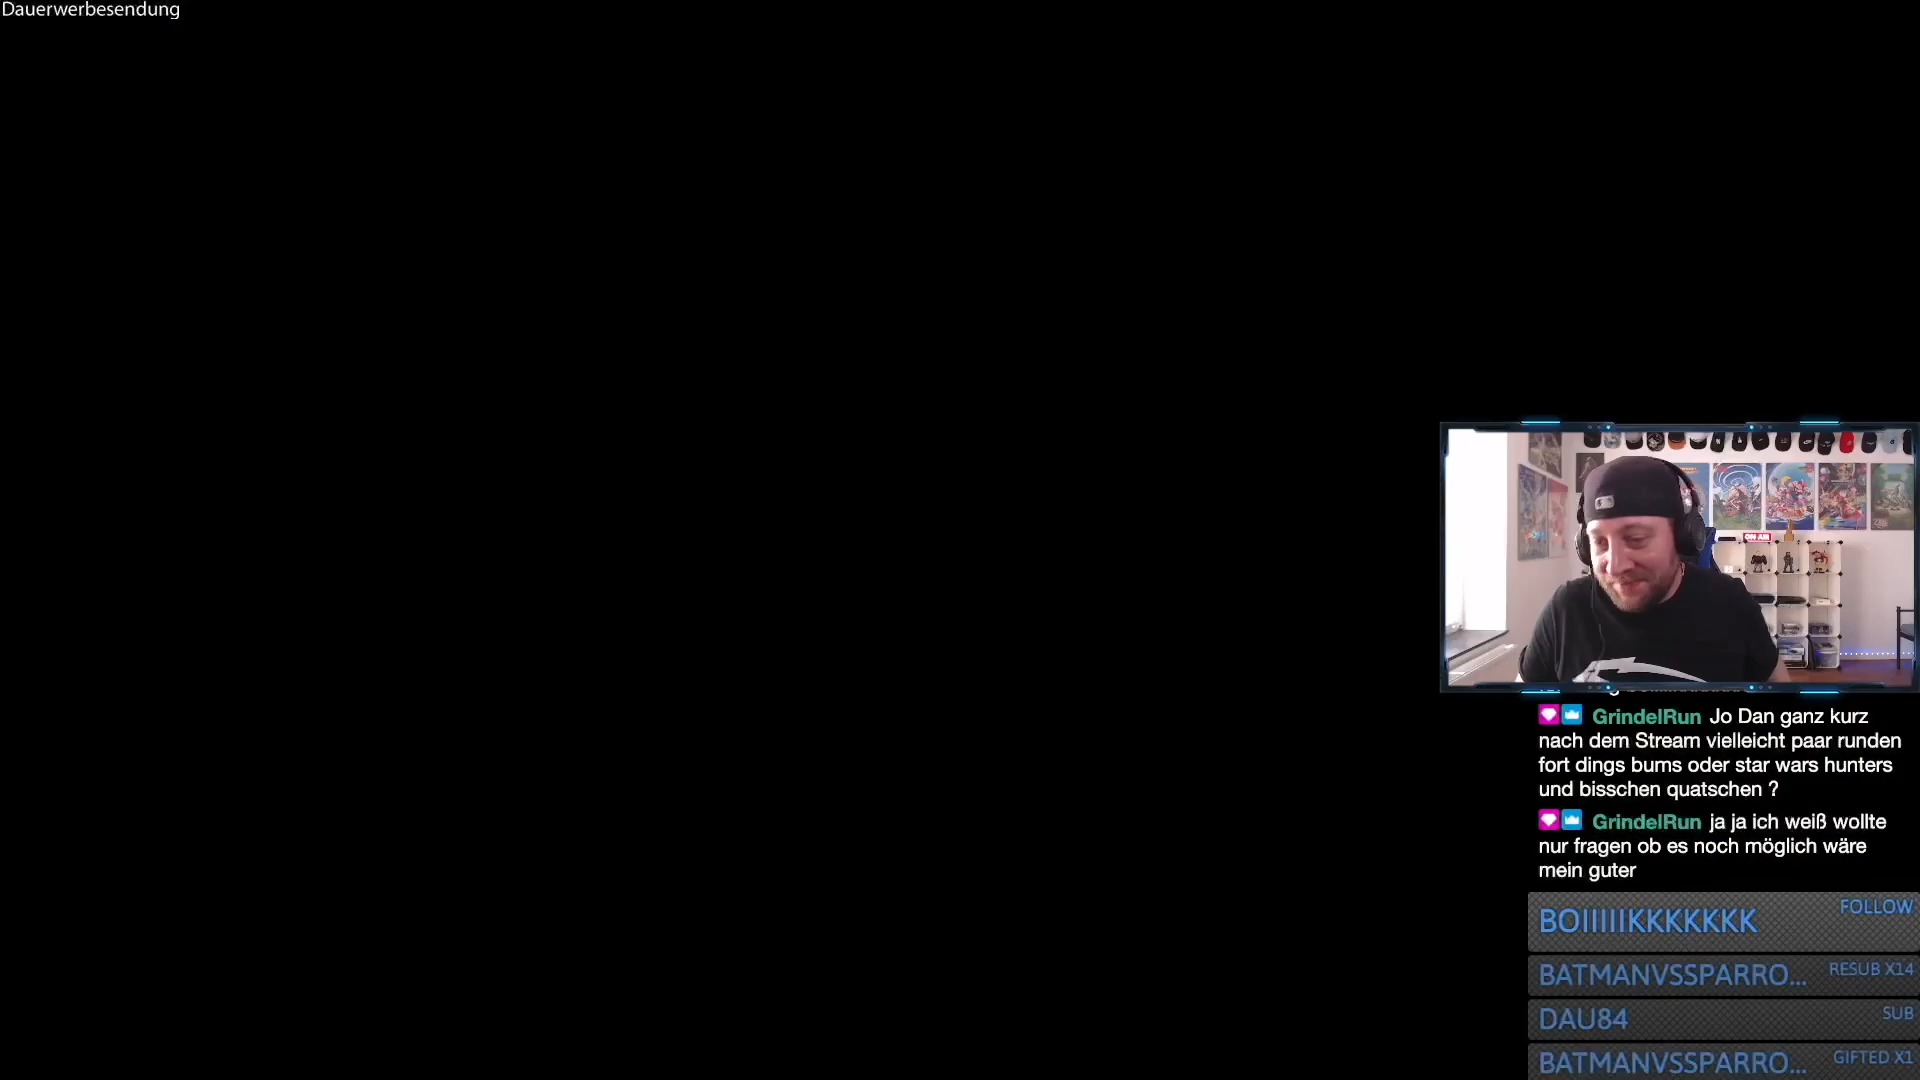 Dauerwerbesendung
ON AIR
GrindelRun Jo Dan ganz kurz
nach dem Stream vielleicht paar runden
fort dings bums oder star wars hunters
und bisschen quatschen ?
GrindelRun ja ja ich weiß wollte
nur fragen ob es noch möglich wäre
mein guter
BOIIIIIKKKKKKK FOLLOW
BATMANVSSPARRO... RESUB X14
DAU84 SUB
BATMANVSSPARRO... GIFTED X1